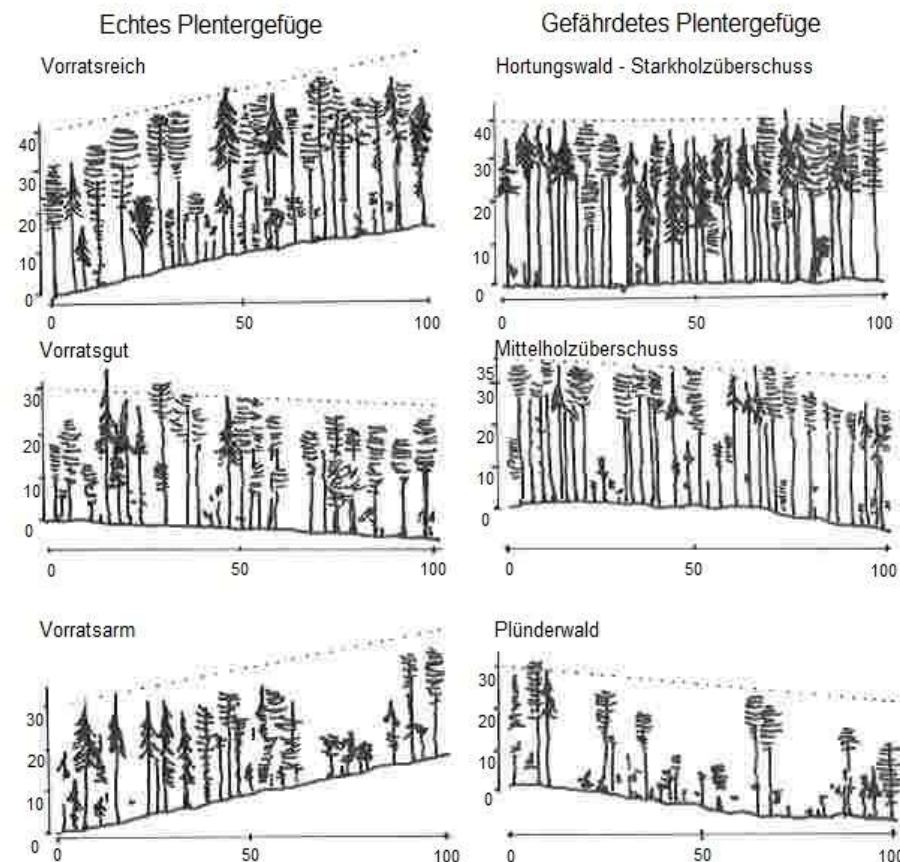 Echtes Plentergefüge
Gefährdetes Plentergefüge
Vorratsreich
Hortungswald - Starkholzüberschuss
40
30
20
10
0
0 50 100
40
30
20
10
0
0 50 100
Vorratsgut
Mittelholzüberschuss
30
20
10
0
0 50 100
35
20
10
0
0 50 100
Vorratsarm
Plünderwald
30
20
10
0
0 50 100
30
20
10
0
0 50 100